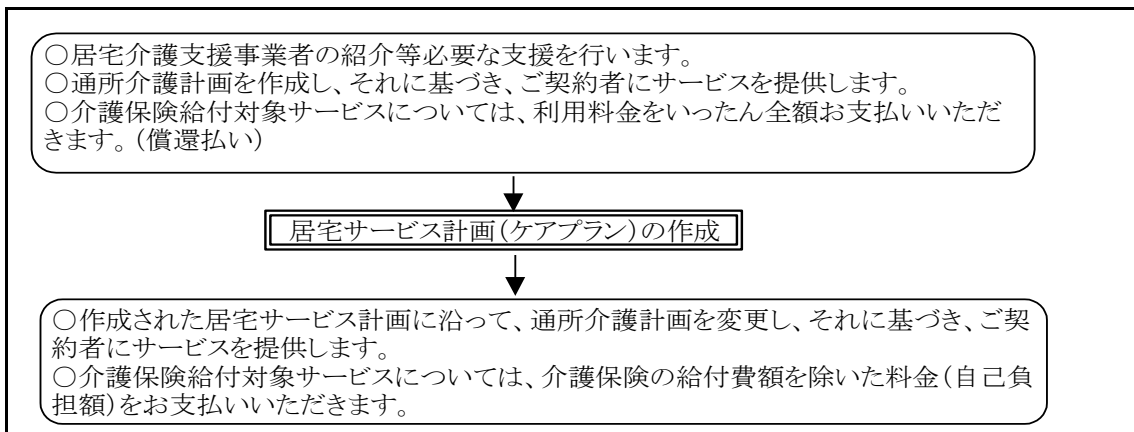 ○居宅介護支援事業者の紹介等必要な支援を行います。
○通所介護計画を作成し、それに基づき、ご契約者にサービスを提供します。
○介護保険給付対象サービスについては、利用料金をいったん全額お支払いいただ
きます。（償還払い）
居宅サービス計画（ケアプラン）の作成
○作成された居宅サービス計画に沿って、通所介護計画を変更し、それに基づき、ご契
約者にサービスを提供します。
○介護保険給付対象サービスについては、介護保険の給付費額を除いた料金（自己負
担額）をお支払いいただきます。